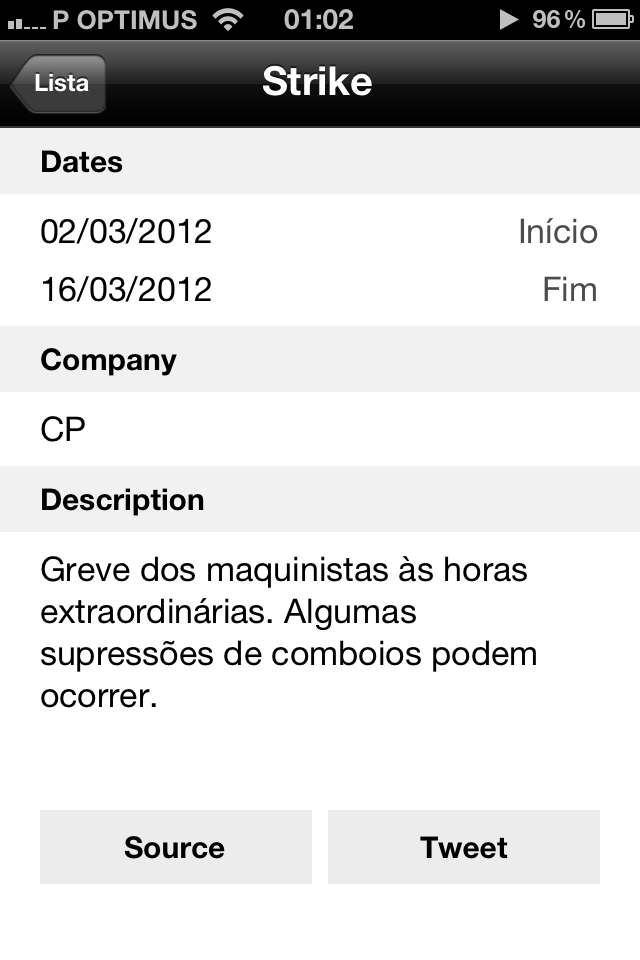 P OPTIMUS 01:02 96%
Lista Strike
Dates
02/03/2012 Início
16/03/2012 Fim
Company
CP
Description
Greve dos maquinistas às horas
extraordinárias. Algumas
supressões de comboios podem
ocorrer.
Source Tweet